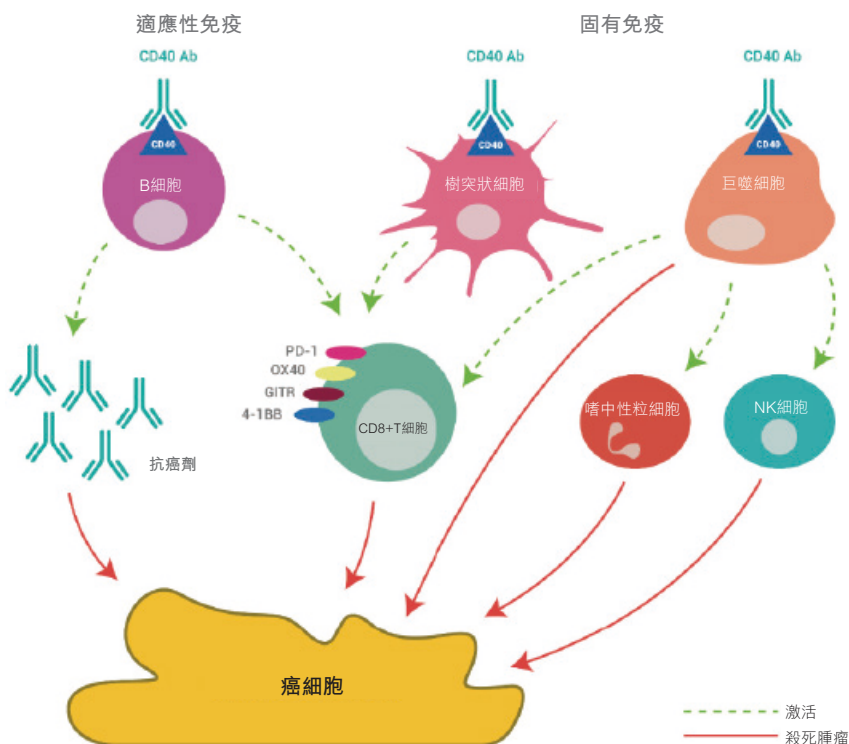 適應性免疫
固有免疫
CD40 Ab
CD40 Ab
CD40 Ab
CD40
CD40
CD40
B細胞
樹突狀細胞
巨噬細胞
PD-1
OX40
GITR
4-1BB
CD8+T細胞
嗜中性粒細胞
NK細胞
抗癌劑
癌細胞
激活
殺死腫瘤